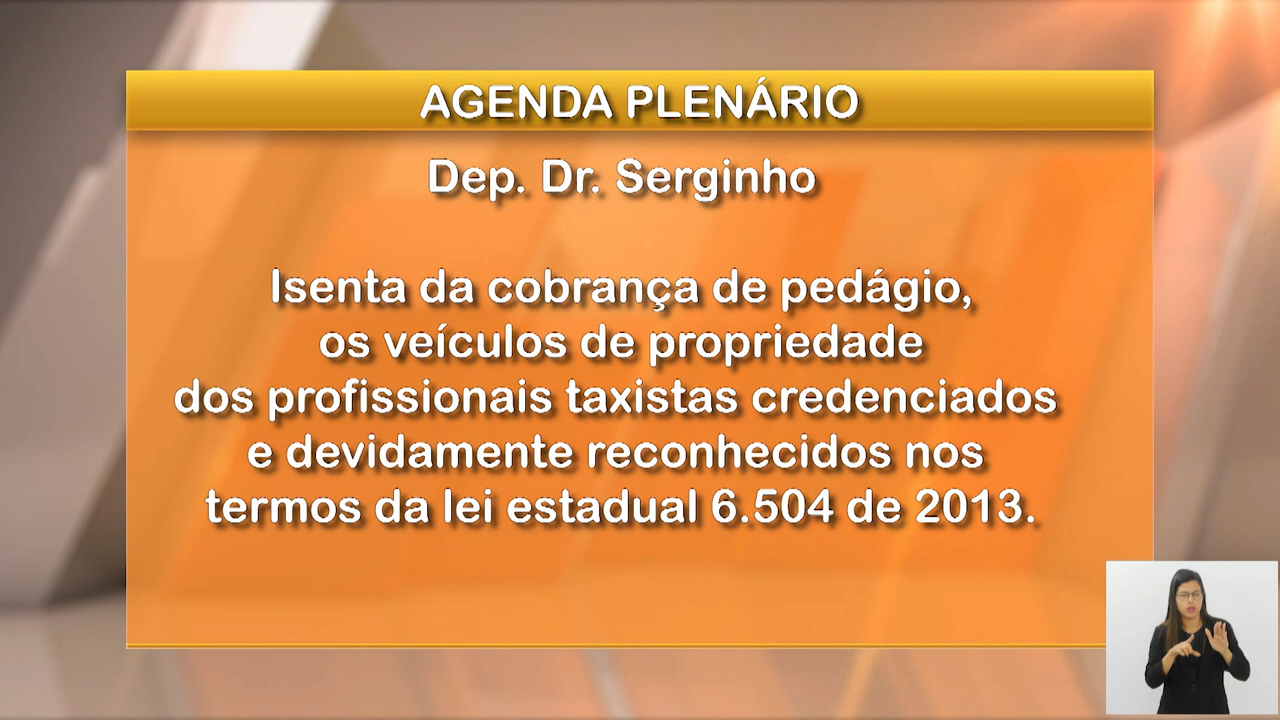 AGENDA PLENÁRIO
Dep. Dr. Serginho
Isenta da cobrança de pedágio,
os veículos de propriedade
dos profissionais taxistas credenciados
e devidamente reconhecidos nos
termos da lei estadual 6.504 de 2013.